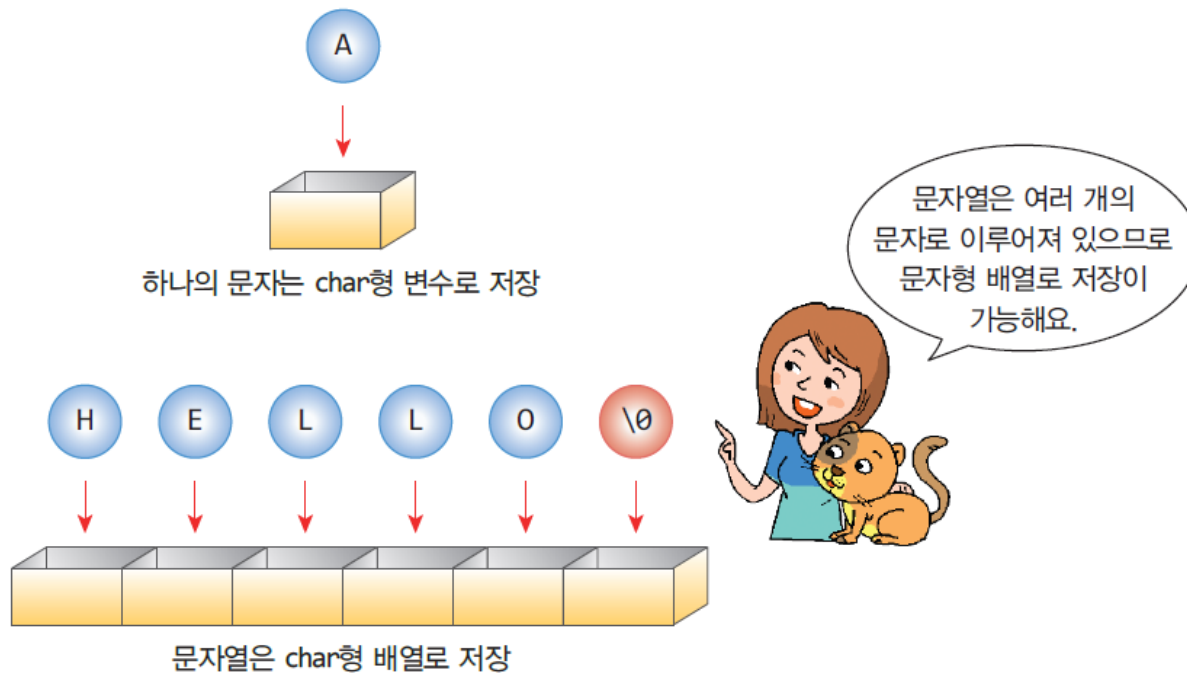 A
하나의 문자는 char형 변수로 저장
문자열은 여러 개의
문자로 이루어져 있으므로
문자형 배열로 저장이
가능해요.
H E L L O \0
문자열은 char형 배열로 저장